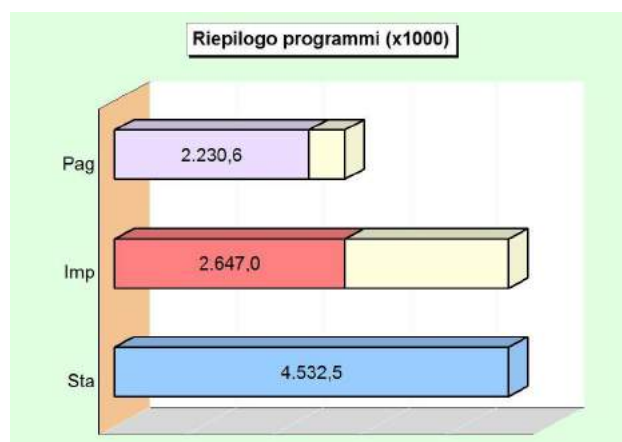 Riepilogo programmi (x1000)
Pag
2.230,6
Imp
2.647,0
Sta
4.532,5